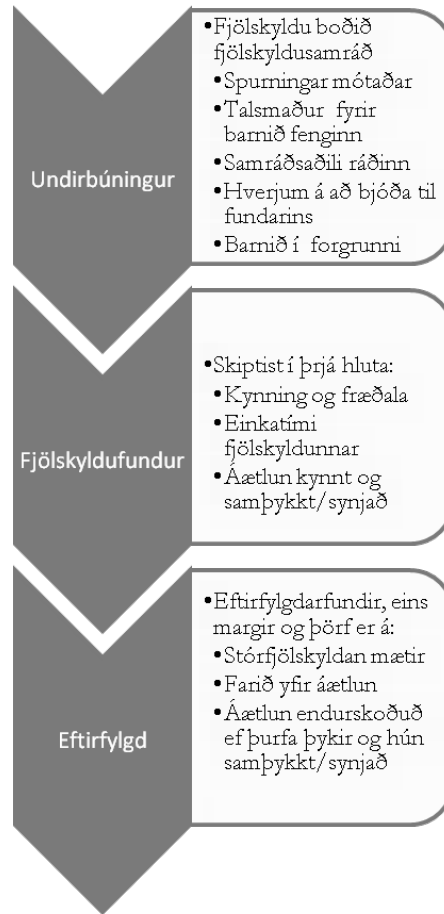 Undirbúningur
•Fjölskyldu boðið
fjölskyldusamráð
•Spurningar mótaðar
•Talsmaður fyrir
barnið fenginn
•Samráðsaðili ráðinn
•Hverjum á að bjóða til
fundarins
•Barnið í forgrunni
Fjölskyldufundur
•Skiptist í þrjá hluta:
•Kynning og fræðala
•Einkatími
fjölskyldunnar
•Áætlun kynnt og
samþykkt/synjað
Eftirfylgd
•Eftirfylgdarfundir, eins
margir og þörf er á:
•Stórfjölskyldan mætir
•Farið yfir áætlun
•Áætlun endurskoðuð
ef þurfa þykir og hún
samþykkt/synjað